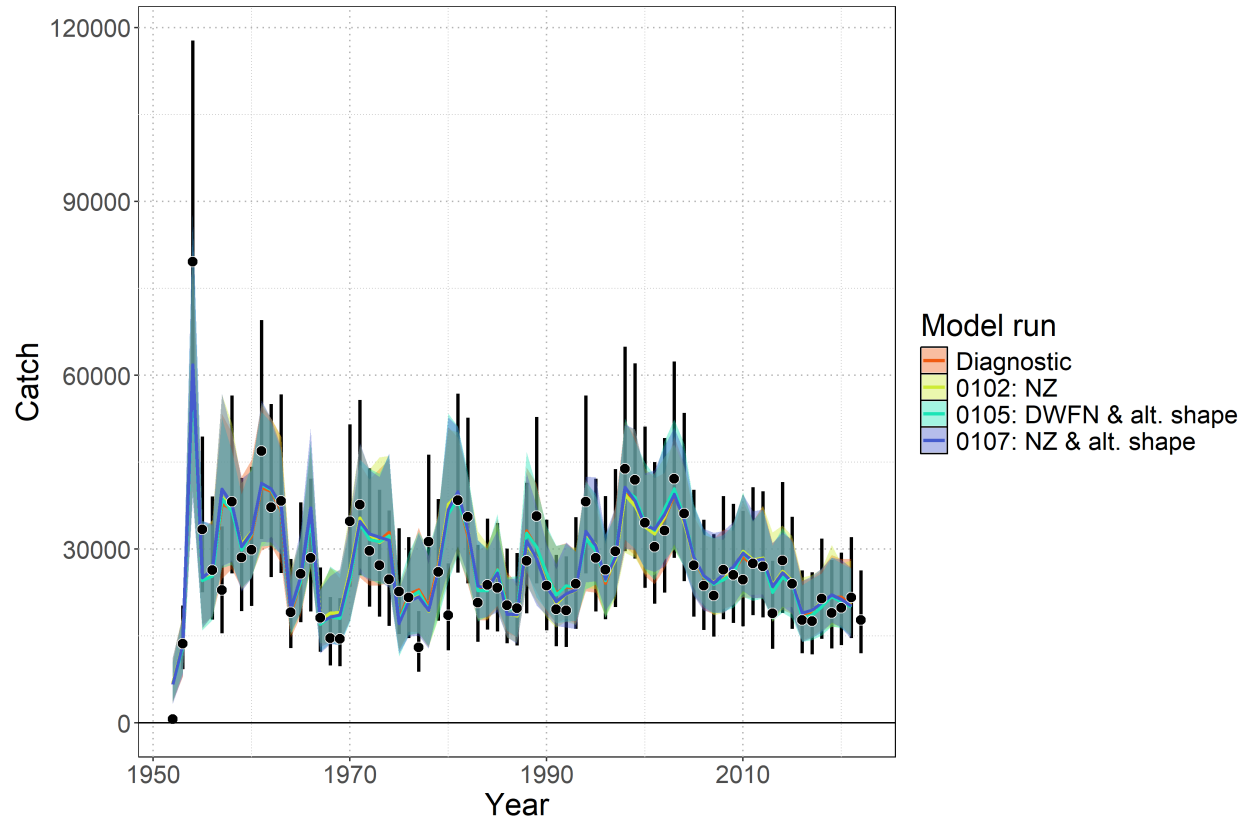 120000
90000
60000
30000
0
Catch
1950
1970
1990
2010
Year
Model run
Diagnostic
0102: NZ
0105: DWFN & alt. shape
0107: NZ & alt. shape